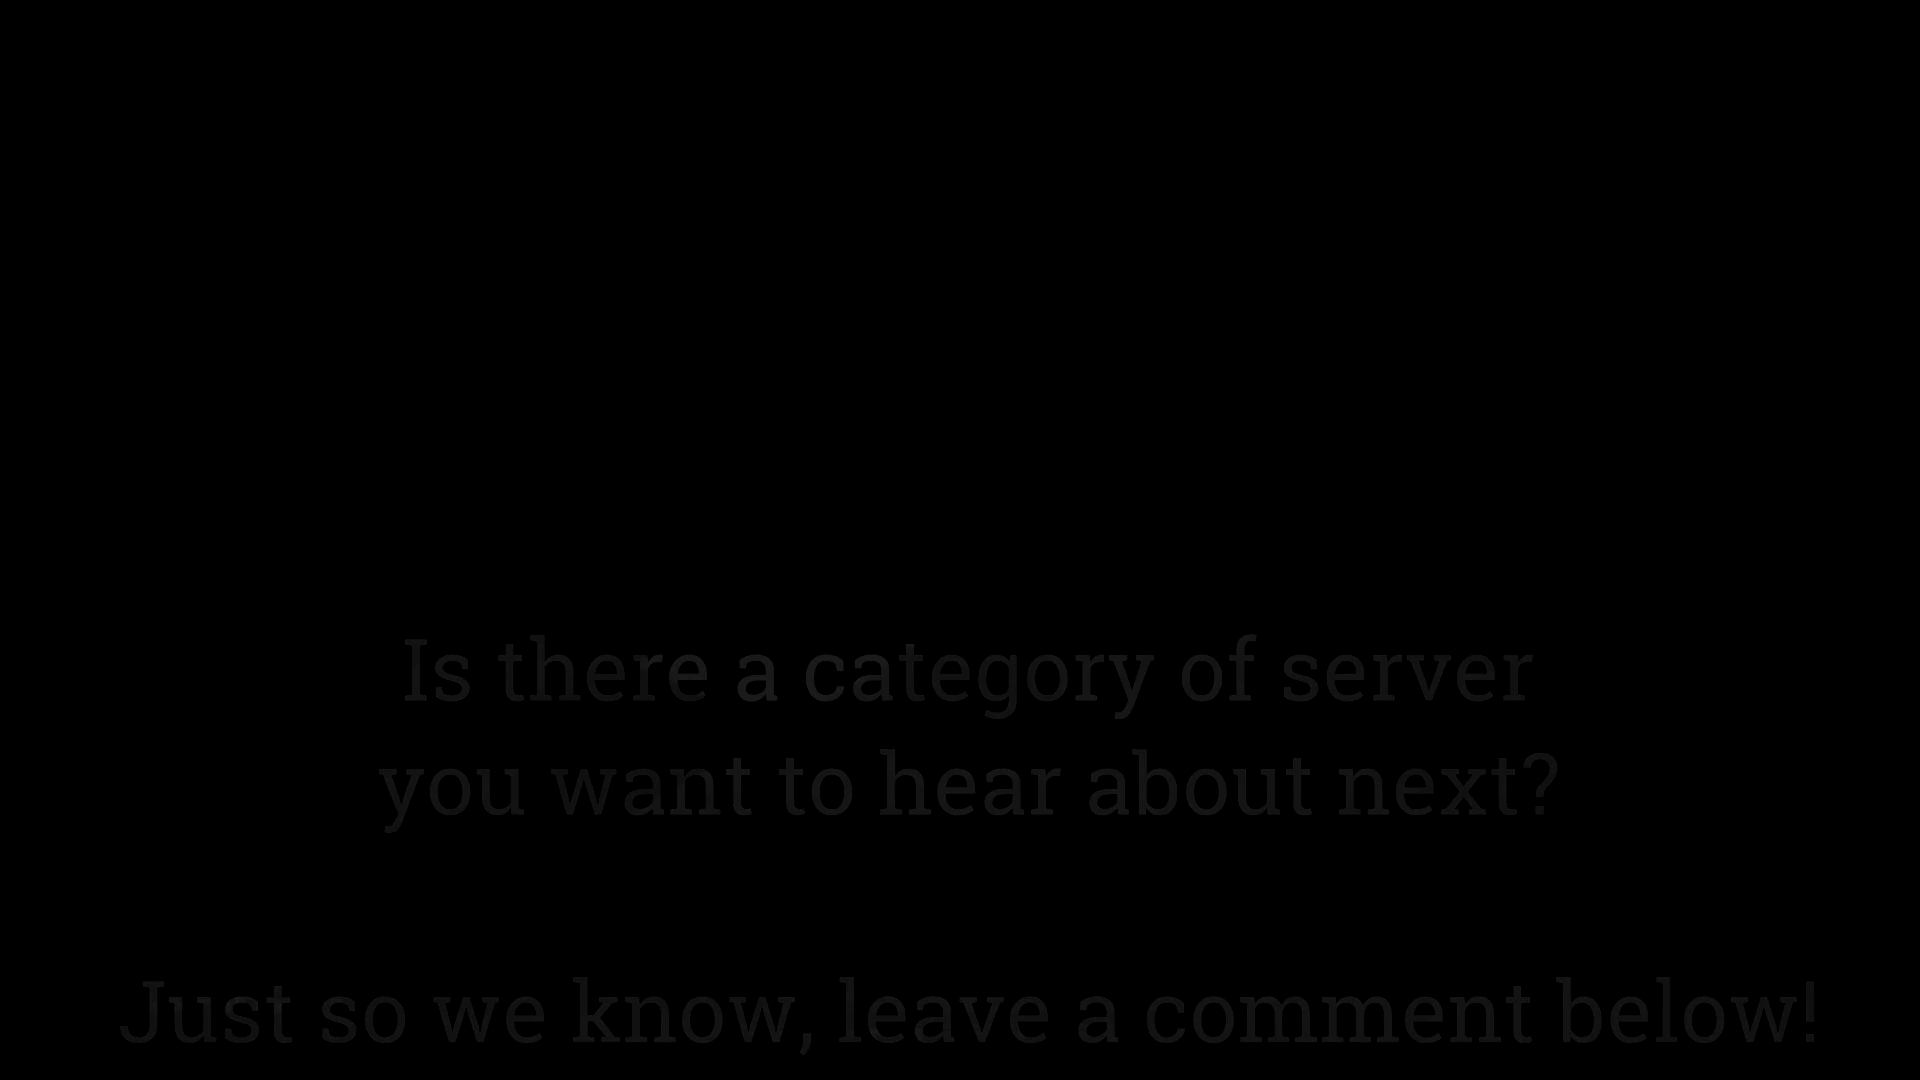 Is there a category of server
you want to hear about next?
Just so we know, leave a comment below!